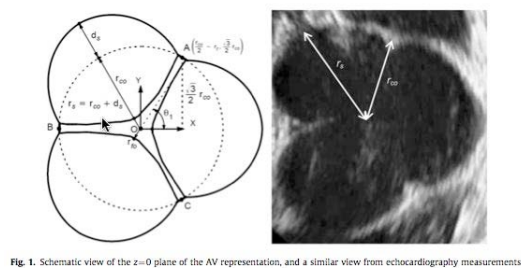 d_s
A
r_co
Y
r_s = r_co + d_s
√3/2 r_co
B
O
θ_1
X
r_fo
C
r_s
r_co
Fig. 1. Schematic view of the z=0 plane of the AV representation, and a similar view from echocardiography measurements